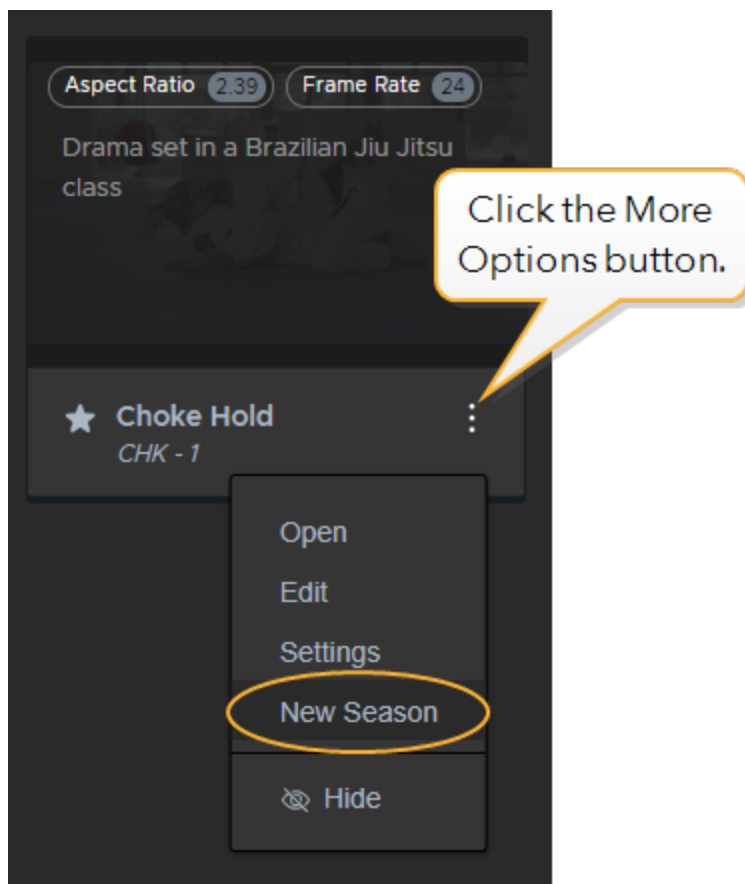 Aspect Ratio 2.39 Frame Rate 24
Drama set in a Brazilian Jiu Jitsu
class
Click the More
Options button.
Choke Hold
CHK - 1
Open
Edit
Settings
New Season
Hide